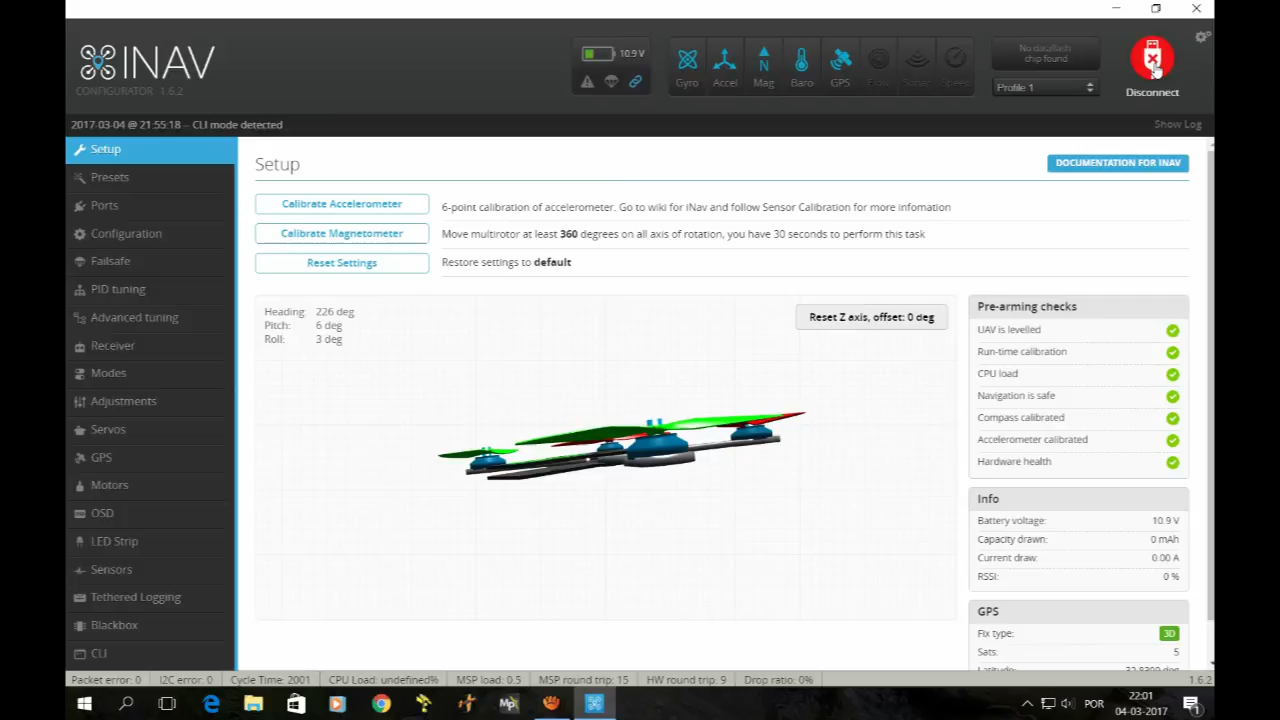 INAV
CONFIGURATOR 1.6.2
10.9 V
Gyro Accel Mag Baro GPS
No dataflash
chip found
Profile 1
Disconnect
2017-03-04 @ 21:55:18 -- CLI mode detected
Show Log
Setup
Presets
Ports
Configuration
Failsafe
PID tuning
Advanced tuning
Receiver
Modes
Adjustments
Servos
GPS
Motors
OSD
LED Strip
Sensors
Tethered Logging
Blackbox
CLI
Setup
DOCUMENTATION FOR INAV
Calibrate Accelerometer
6-point calibration of accelerometer. Go to wiki for iNav and follow Sensor Calibration for more infomation
Calibrate Magnetometer
Move multirotor at least 360 degrees on all axis of rotation, you have 30 seconds to perform this task
Reset Settings
Restore settings to default
Heading: 226 deg
Pitch: 6 deg
Roll: 3 deg
Reset Z axis, offset: 0 deg
Pre-arming checks
UAV is levelled
Run-time calibration
CPU load
Navigation is safe
Compass calibrated
Accelerometer calibrated
Hardware health
Info
Battery voltage: 10.9 V
Capacity drawn: 0 mAh
Current draw: 0.00 A
RSSI: 0 %
GPS
Fix type: 3D
Sats: 5
Packet error: 0 I2C error: 0 Cycle Time: 2001 CPU Load: undefined% MSP load: 0.5 MSP round trip: 15 HW round trip: 9 Drop ratio: 0% 1.6.2
POR
22:01
04-03-2017
1